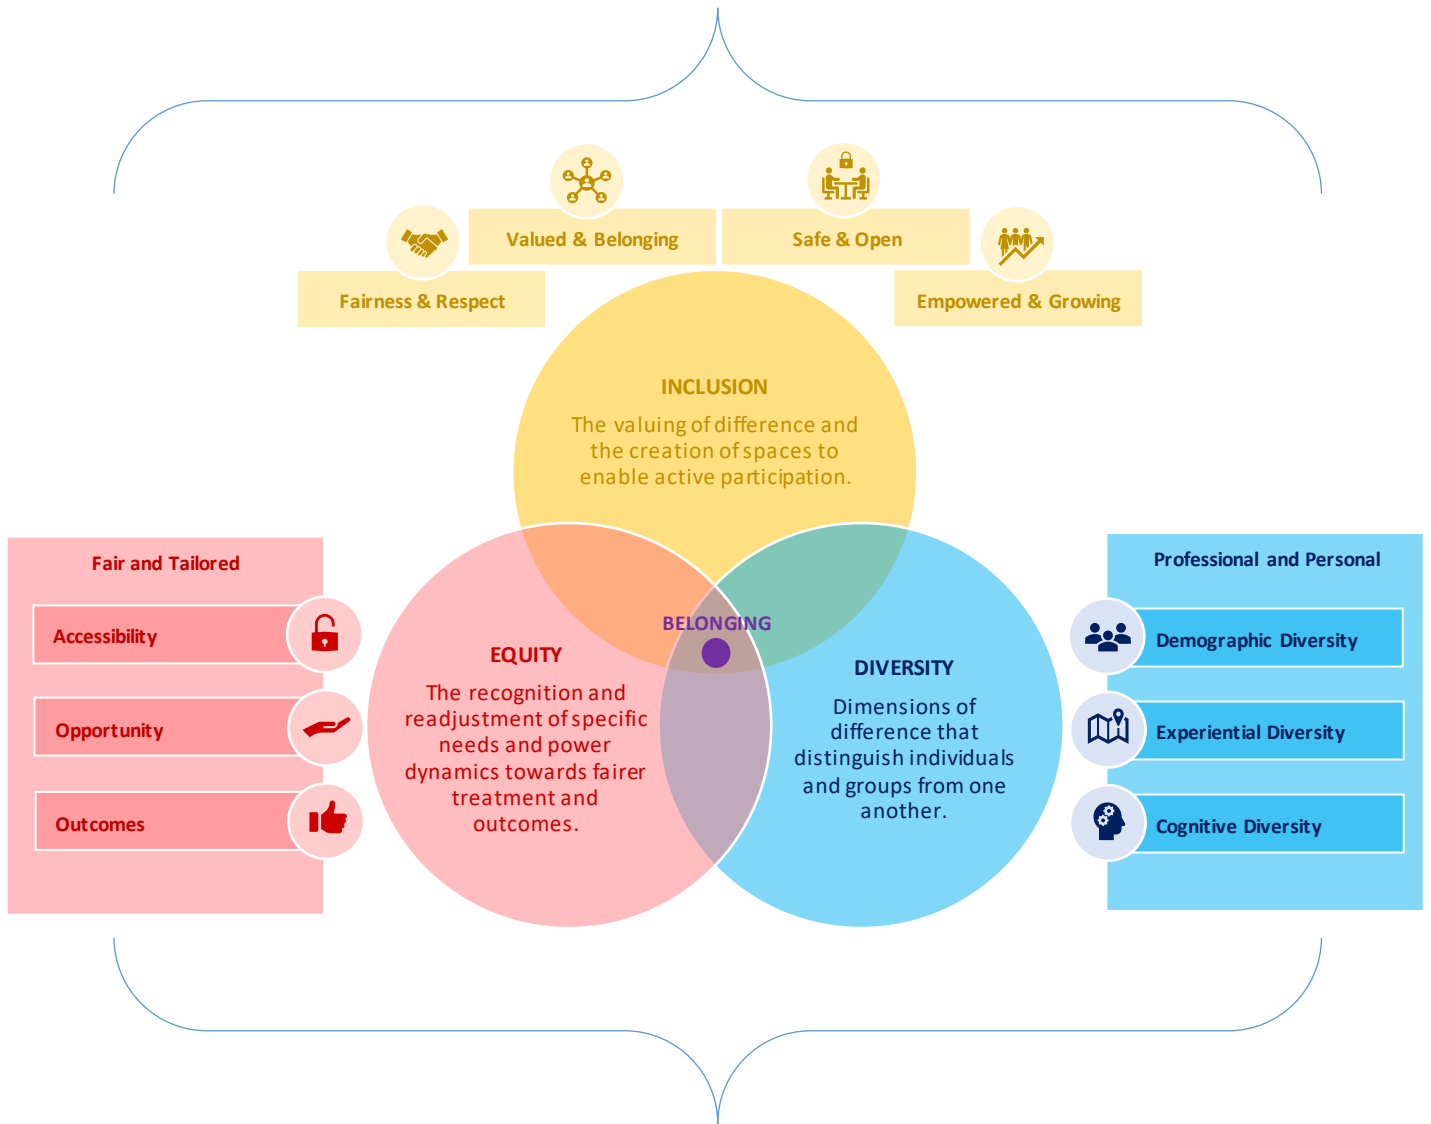 Valued & Belonging
Safe & Open
Fairness & Respect
Empowered & Growing
INCLUSION
The valuing of difference and
the creation of spaces to
enable active participation.
Fair and Tailored
Accessibility
Opportunity
Outcomes
EQUITY
The recognition and
readjustment of specific
needs and power
dynamics towards fairer
treatment and
outcomes.
BELONGING
DIVERSITY
Dimensions of
difference that
distinguish individuals
and groups from one
another.
Professional and Personal
Demographic Diversity
Experiential Diversity
Cognitive Diversity